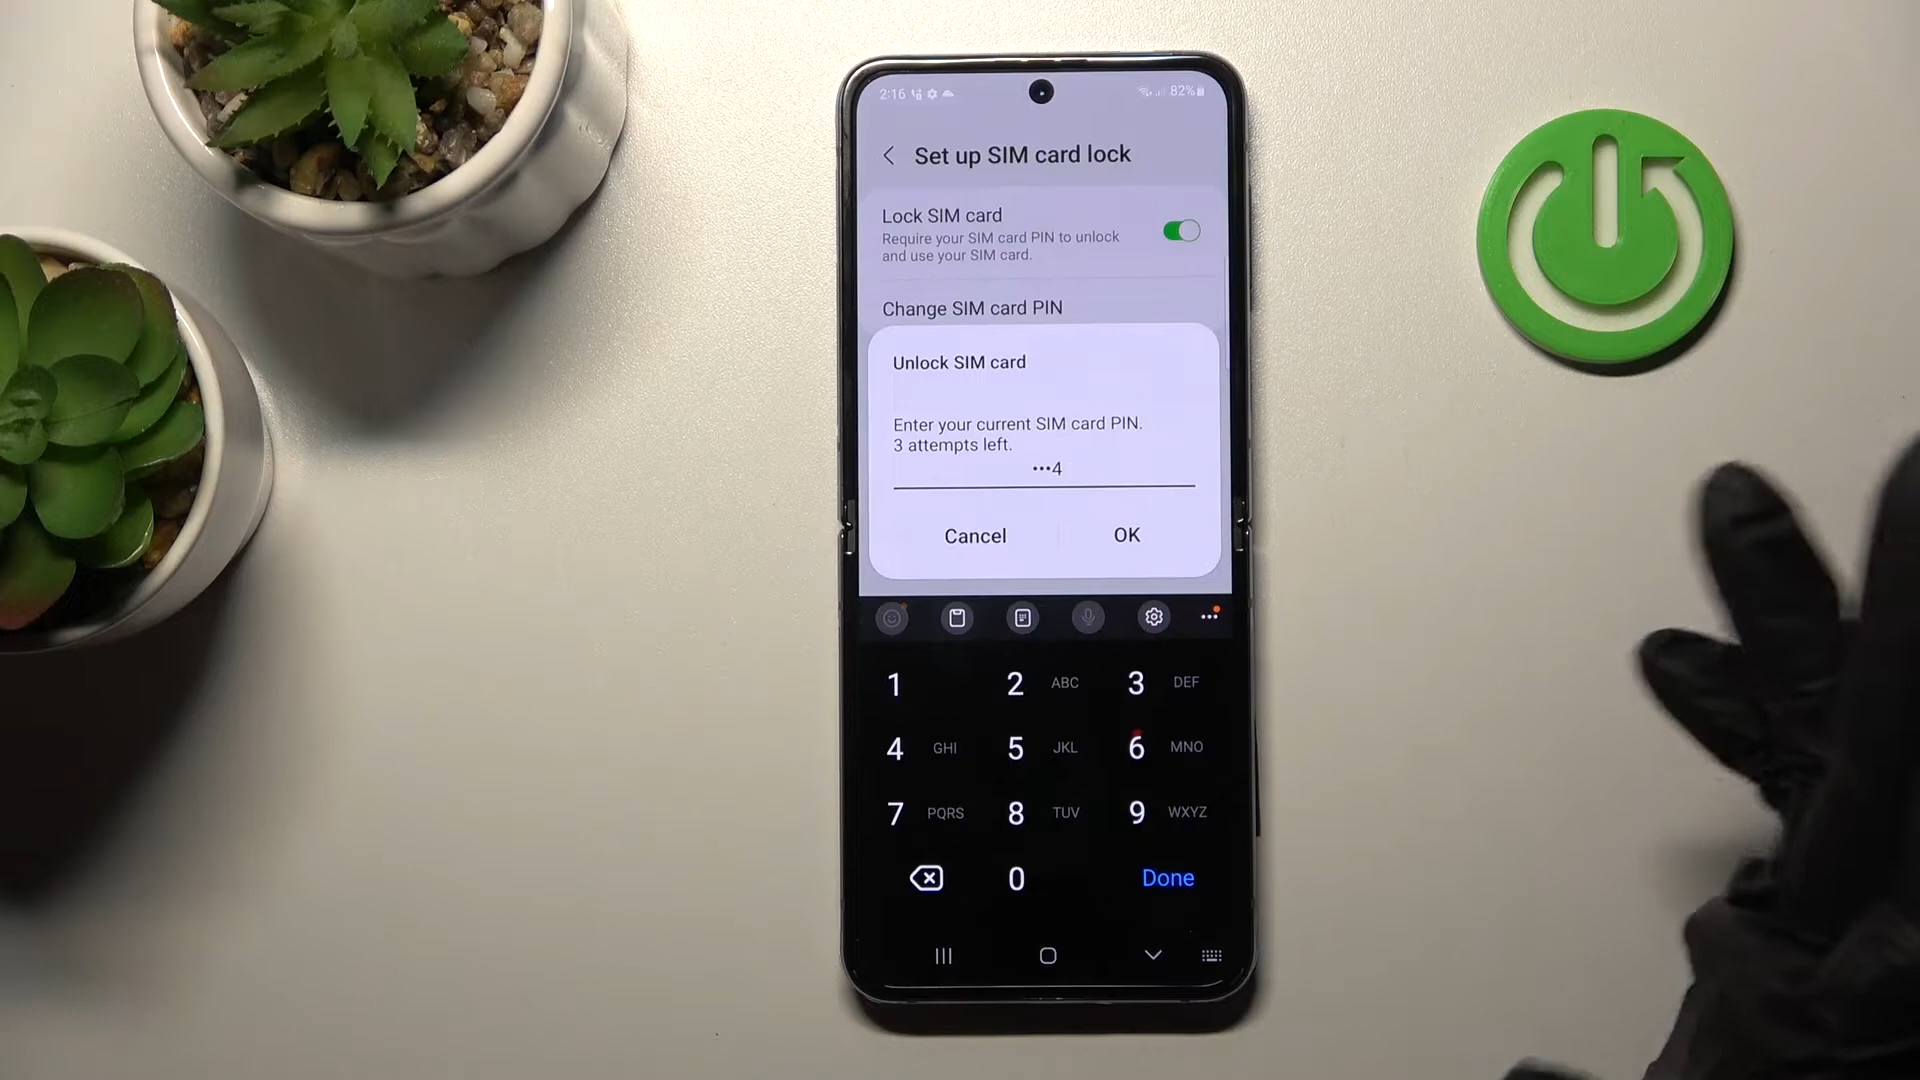 2:16 82%
Set up SIM card lock
Lock SIM card
Require your SIM card PIN to unlock
and use your SIM card.
Change SIM card PIN
Unlock SIM card
Enter your current SIM card PIN.
3 attempts left.
•••4
Cancel OK
1 2 ABC 3 DEF
4 GHI 5 JKL 6 MNO
7 PQRS 8 TUV 9 WXYZ
0 Done